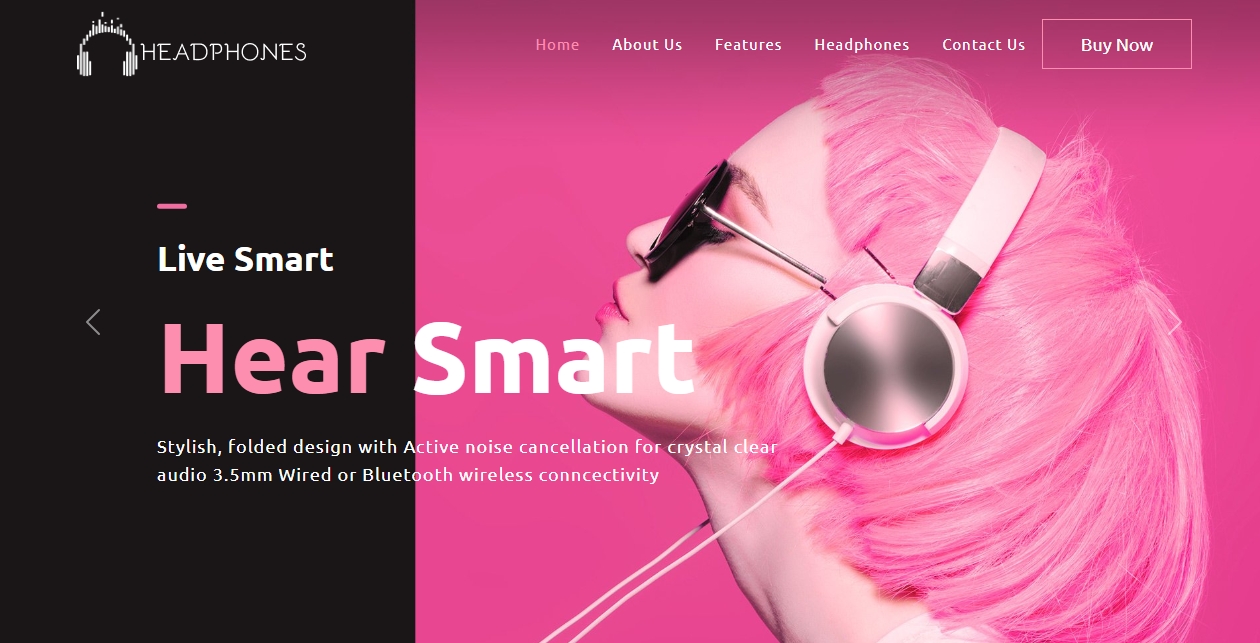 HEADPHONES
Home About Us Features Headphones Contact Us Buy Now
Live Smart
Hear Smart
Stylish, folded design with Active noise cancellation for crystal clear
audio 3.5mm Wired or Bluetooth wireless conncectivity